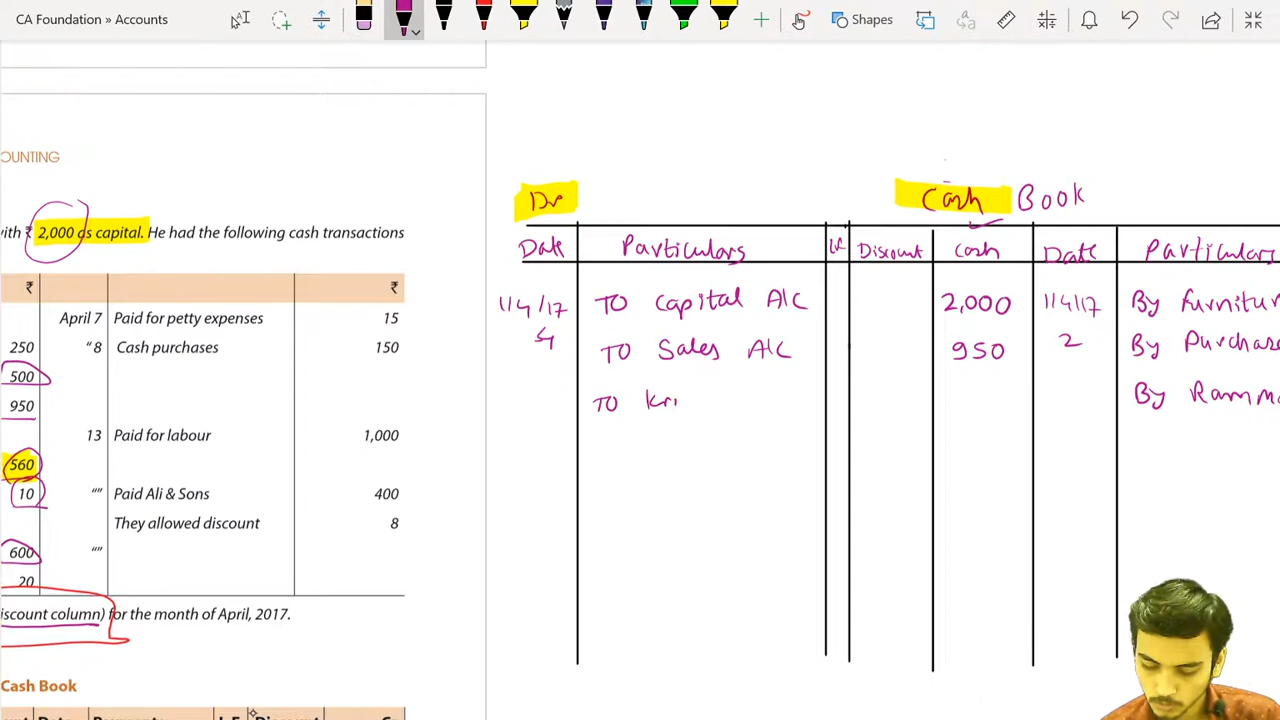 CA Foundation » Accounts
Shapes
OUNTING
with ₹ 2,000 as capital. He had the following cash transactions
₹ ₹
April 7 Paid for petty expenses 15
250 "8 Cash purchases 150
500
950
13 Paid for labour 1,000
560
10 "" Paid Ali & Sons 400
They allowed discount 8
600 ""
20
iscount column) for the month of April, 2017.
Cash Book
Dr Cash Book
Date Particulars LF Discount Cash Date Particulars
1/4/17 To Capital A/C 2,000 1/4/17 By Furnitur
4 To Sales A/C 950 2 By Purchase
To Kri By Ramm